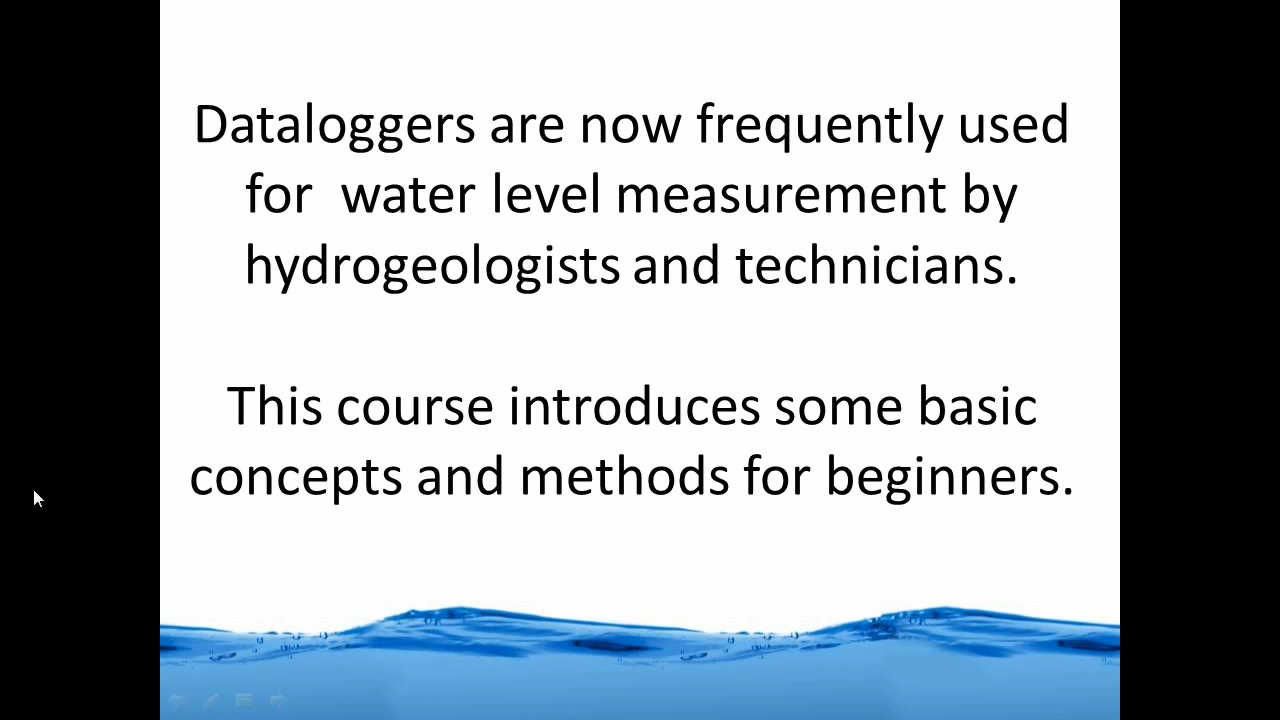 Dataloggers are now frequently used
for  water level measurement by
hydrogeologists and technicians.
This course introduces some basic
concepts and methods for beginners.